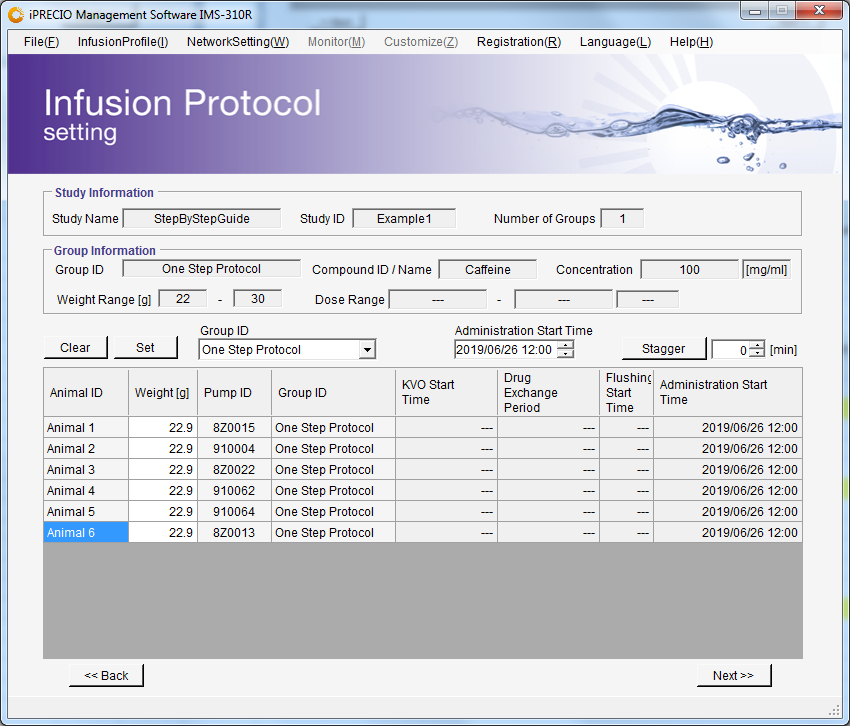 iPRECIO Management Software IMS-310R
File(F) InfusionProfile(I) NetworkSetting(W) Monitor(M) Customize(Z) Registration(R) Language(L) Help(H)
Infusion Protocol
setting
Study Information
Study Name StepByStepGuide Study ID Example1 Number of Groups 1
Group Information
Group ID One Step Protocol Compound ID / Name Caffeine Concentration 100 [mg/ml]
Weight Range [g] 22 - 30 Dose Range --- - --- ---
Group ID Administration Start Time
Clear Set One Step Protocol 2019/06/26 12:00 Stagger 0 [min]
Animal ID Weight [g] Pump ID Group ID KVO Start Time Drug Exchange Period Flushing Start Time Administration Start Time
Animal 1 22.9 8Z0015 One Step Protocol --- --- --- 2019/06/26 12:00
Animal 2 22.9 910004 One Step Protocol --- --- --- 2019/06/26 12:00
Animal 3 22.9 8Z0022 One Step Protocol --- --- --- 2019/06/26 12:00
Animal 4 22.9 910062 One Step Protocol --- --- --- 2019/06/26 12:00
Animal 5 22.9 910064 One Step Protocol --- --- --- 2019/06/26 12:00
Animal 6 22.9 8Z0013 One Step Protocol --- --- --- 2019/06/26 12:00
<< Back Next >>